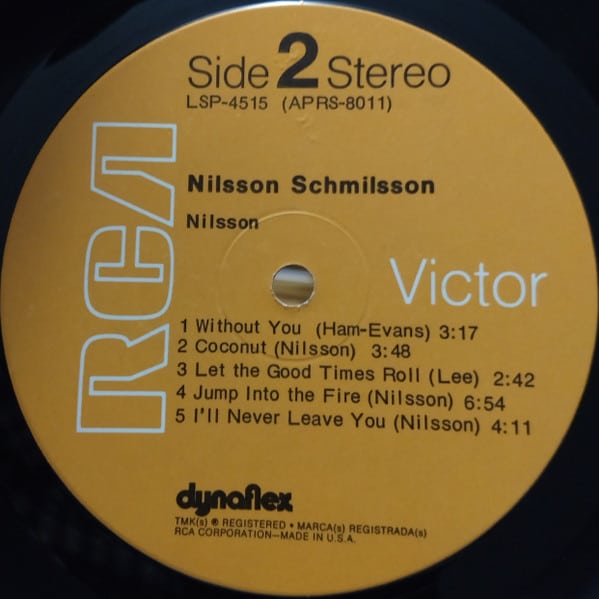 Side 2 Stereo
LSP-4515 (APRS-8011)
RCA
Nilsson Schmilsson
Nilsson
Victor
1 Without You (Ham-Evans) 3:17
2 Coconut (Nilsson) 3:48
3 Let the Good Times Roll (Lee) 2:42
4 Jump Into the Fire (Nilsson) 6:54
5 I'll Never Leave You (Nilsson) 4:11
dynaflex
TMK(s) ® REGISTERED • MARCA(s) REGISTRADA(s)
RCA CORPORATION—MADE IN U.S.A.